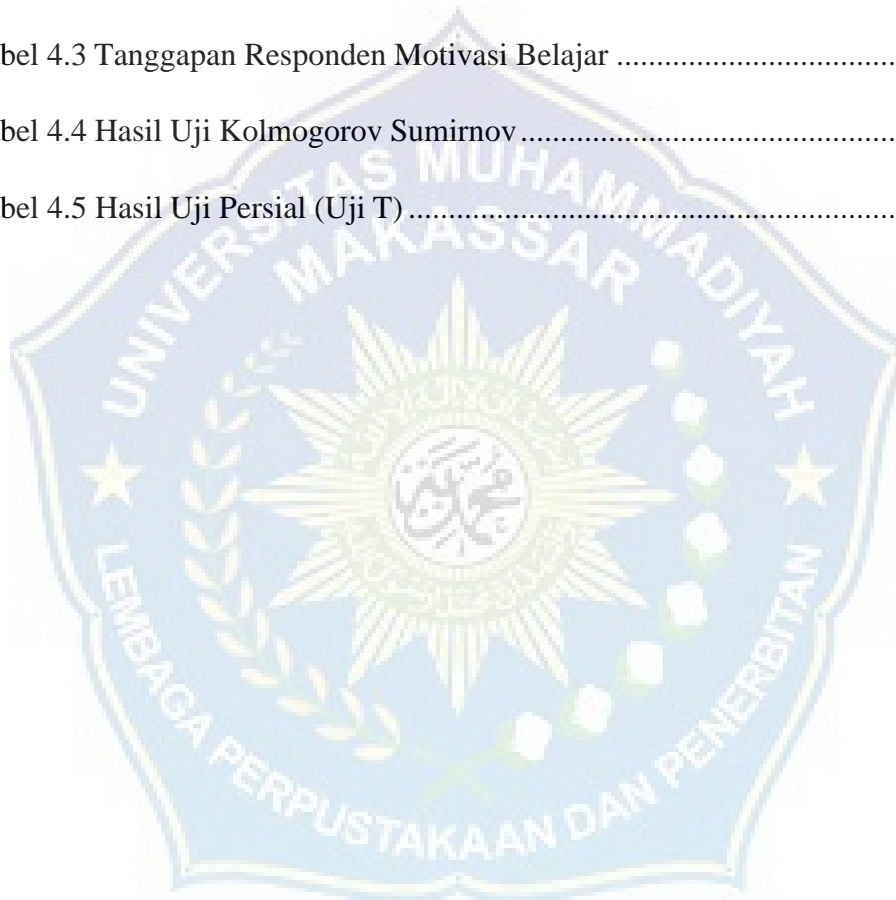 bel 4.3 Tanggapan Responden Motivasi Belajar ...................................
bel 4.4 Hasil Uji Kolmogorov Sumirnov...............................................
bel 4.5 Hasil Uji Persial (Uji T) .............................................................
UNIVERSITAS MUHAMMADIYAH
MAKASSAR
LEMBAGA PERPUSTAKAAN DAN PENERBITAN